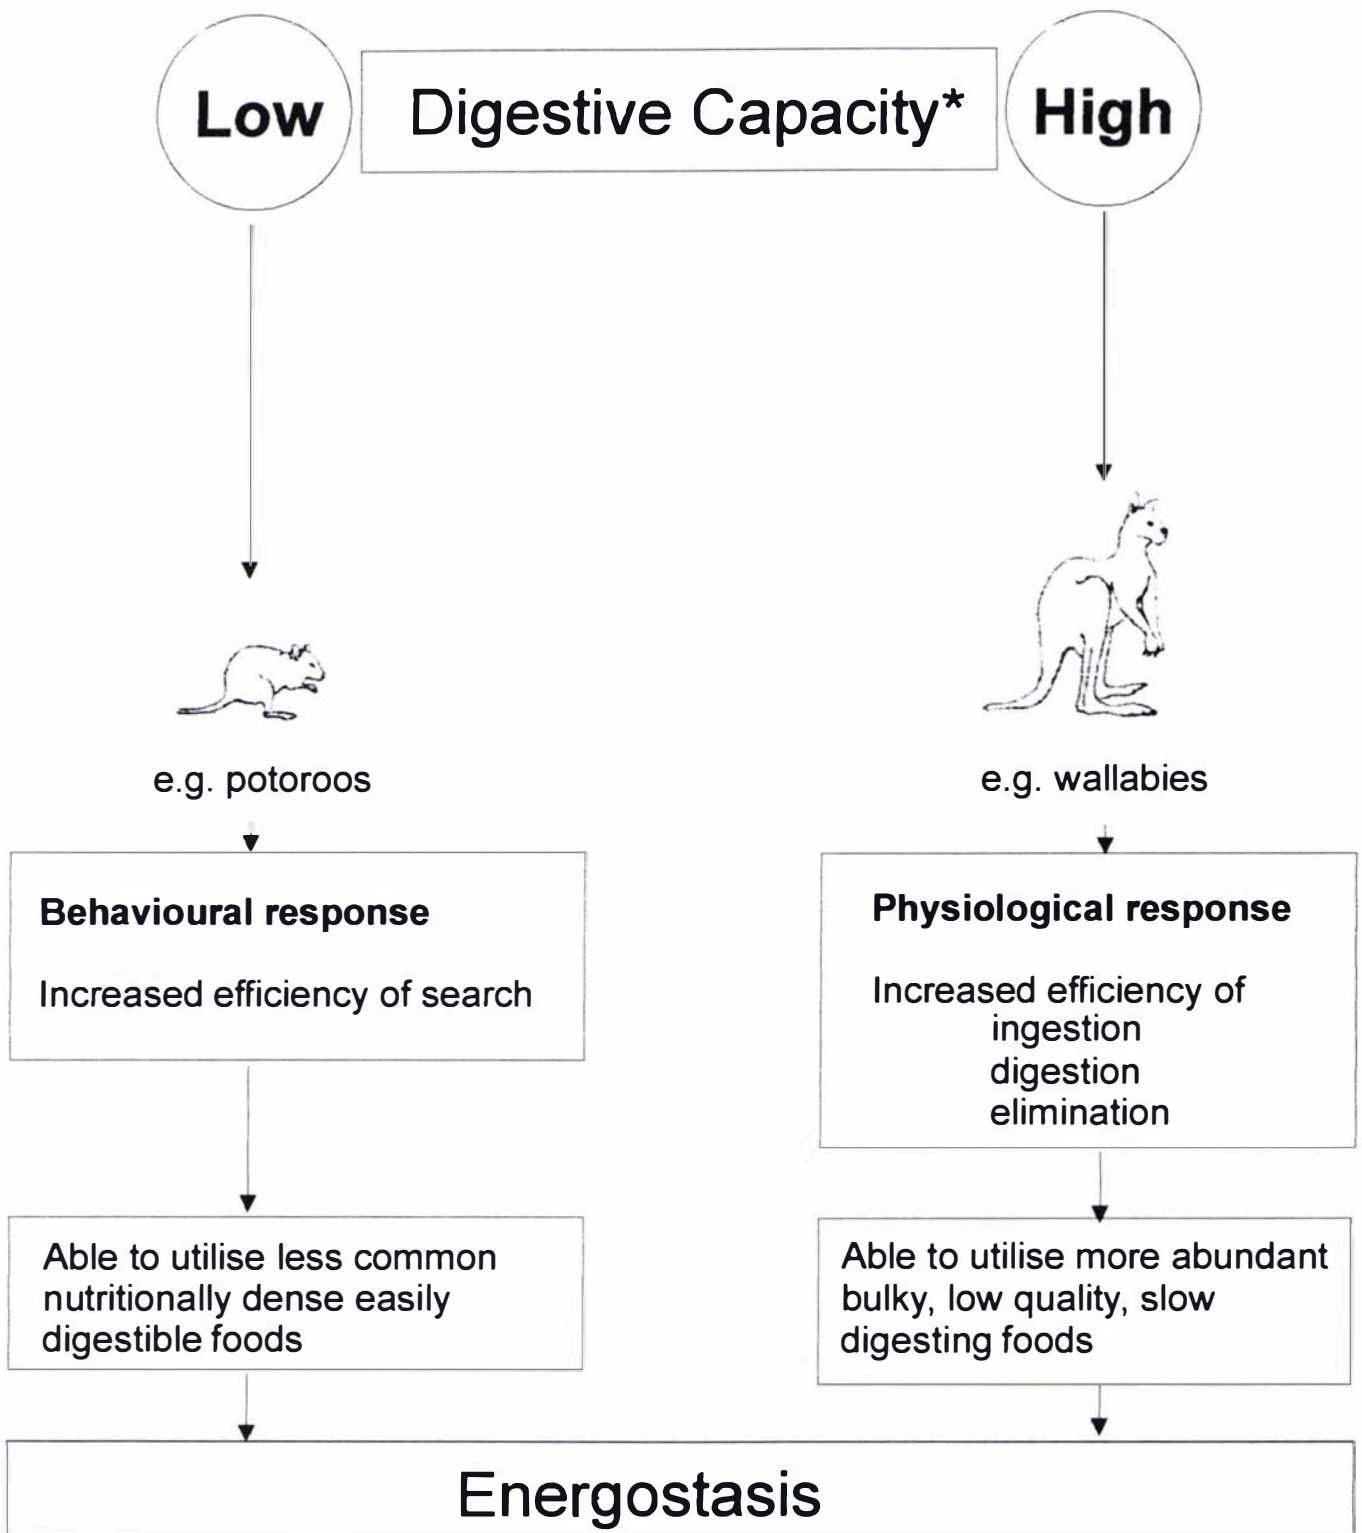 Low
Digestive Capacity*
High
e.g. potoroos
e.g. wallabies
Behavioural response
Increased efficiency of search
Physiological response
Increased efficiency of
ingestion
digestion
elimination
Able to utilise less common
nutritionally dense easily
digestible foods
Able to utilise more abundant
bulky, low quality, slow
digesting foods
Energostasis